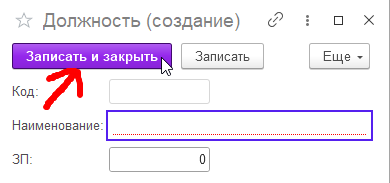 Должность (создание)
Записать и закрыть Записать Еще
Код:
Наименование:
ЗП: 0